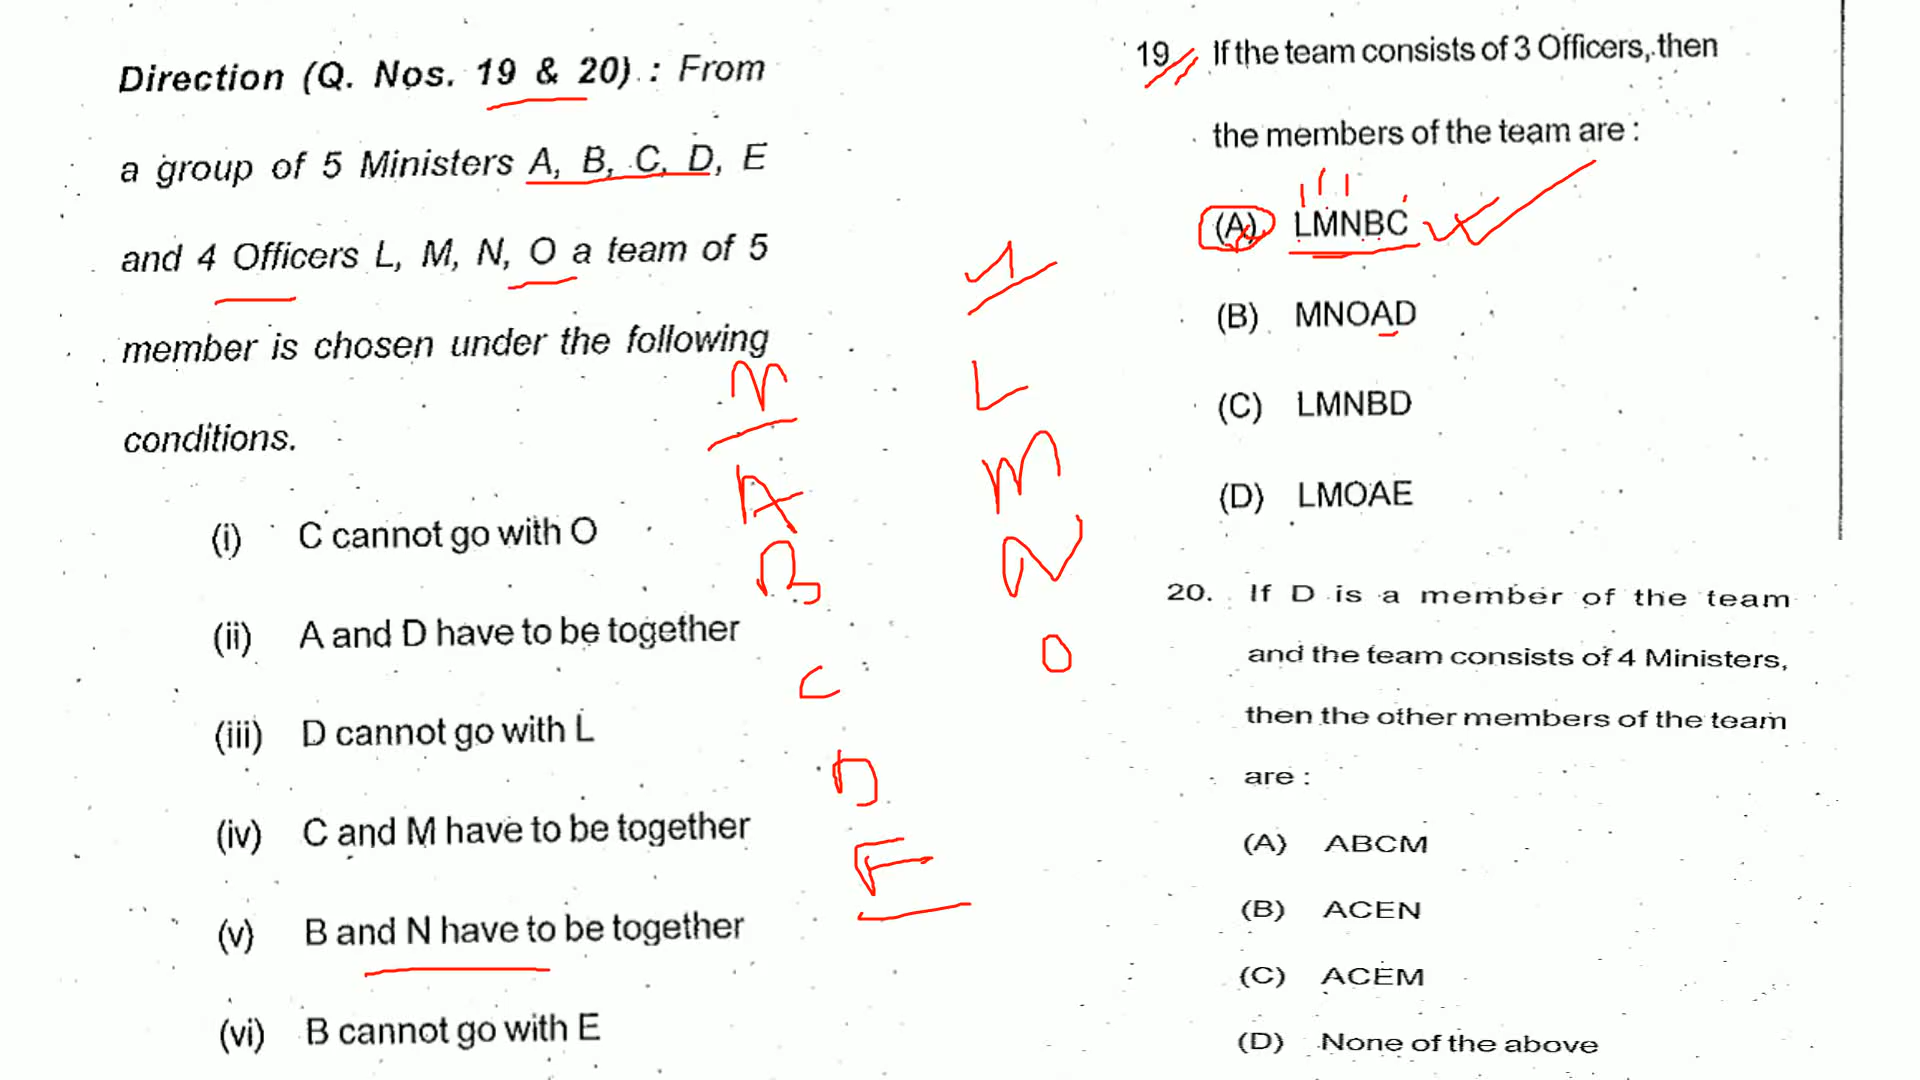 Direction (Q. Nos. 19 & 20) : From
a group of 5 Ministers A, B, C, D, E
and 4 Officers L, M, N, O a team of 5
member is chosen under the following
conditions.
(i) C cannot go with O
(ii) A and D have to be together
(iii) D cannot go with L
(iv) C and M have to be together
(v) B and N have to be together
(vi) B cannot go with E
A
B
C
D
E
L
M
N
O
19. If the team consists of 3 Officers, then
the members of the team are :
(A) LMNBC
(B) MNOAD
(C) LMNBD
(D) LMOAE
20. If D is a member of the team
and the team consists of 4 Ministers,
then the other members of the team
are :
(A) ABCM
(B) ACEN
(C) ACEM
(D) None of the above